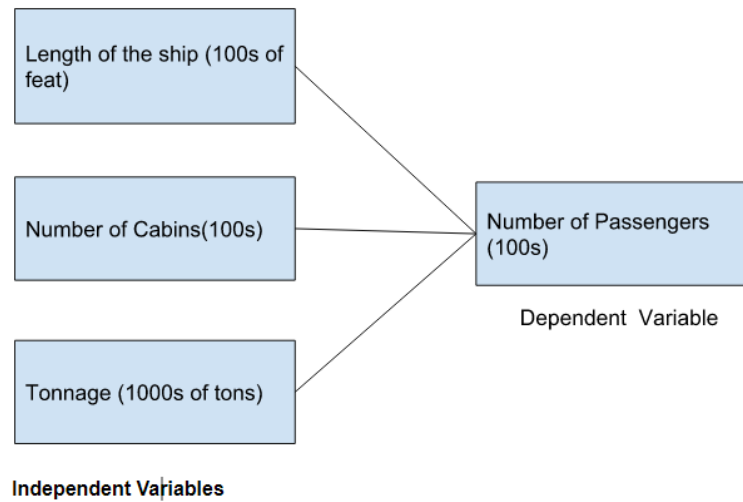 Length of the ship (100s of
feat)
Number of Cabins(100s)
Number of Passengers
(100s)
Dependent Variable
Tonnage (1000s of tons)
Independent Variables